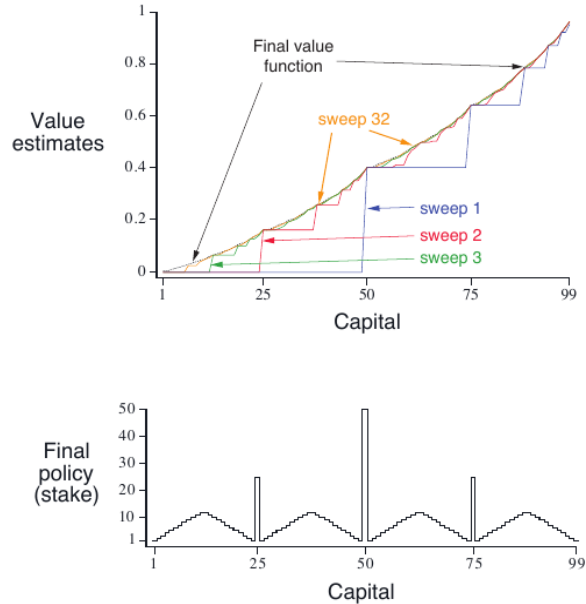 1
0.8
0.6
0.4
0.2
0
Value
estimates
Final value
function
sweep 32
sweep 1
sweep 2
sweep 3
1
25
50
75
99
Capital
50
40
30
20
10
1
Final
policy
(stake)
1
25
50
75
99
Capital